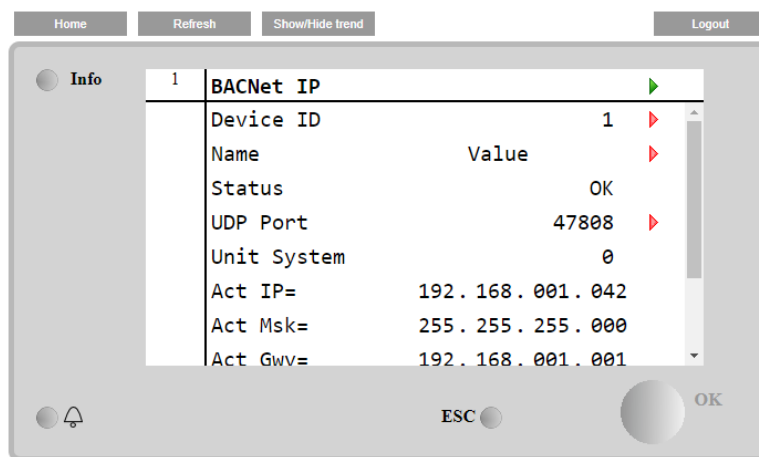 Home Refresh Show/Hide trend Logout
Info
1 BACNet IP
Device ID 1
Name Value
Status OK
UDP Port 47808
Unit System 0
Act IP= 192.168.001.042
Act Msk= 255.255.255.000
Act Gwy= 192.168.001.001
ESC OK